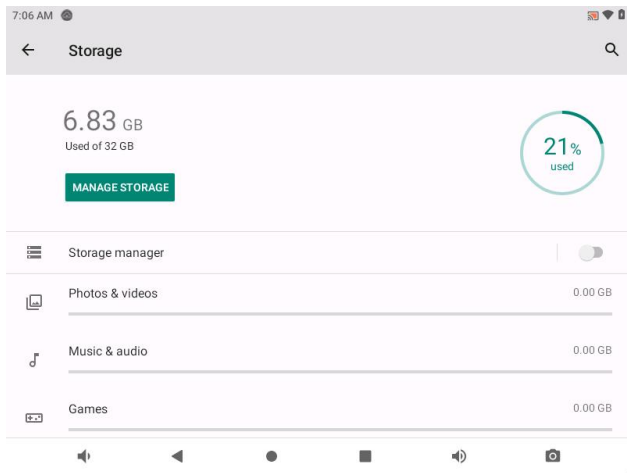 7:06 AM
Storage
6.83 GB
Used of 32 GB
21%
used
MANAGE STORAGE
Storage manager
Photos & videos
0.00 GB
Music & audio
0.00 GB
Games
0.00 GB